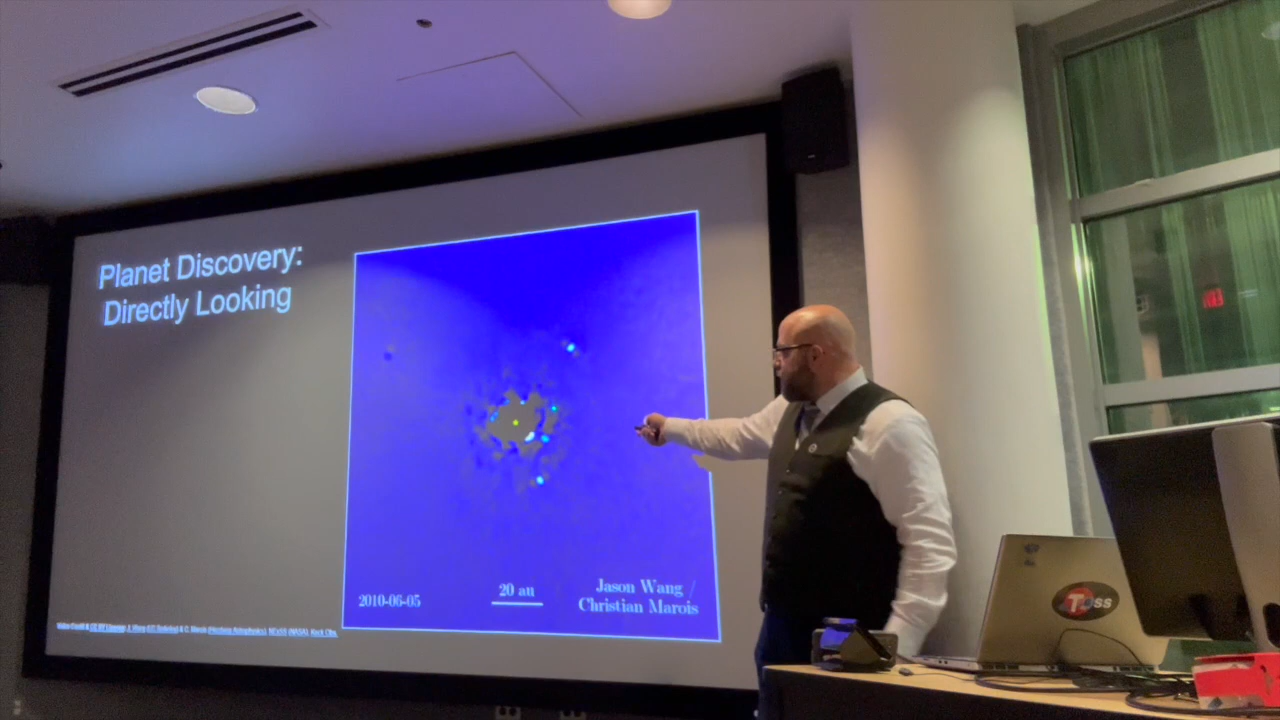 Planet Discovery:
Directly Looking
2010-06-05
20 au
Jason Wang /
Christian Marois
Toss